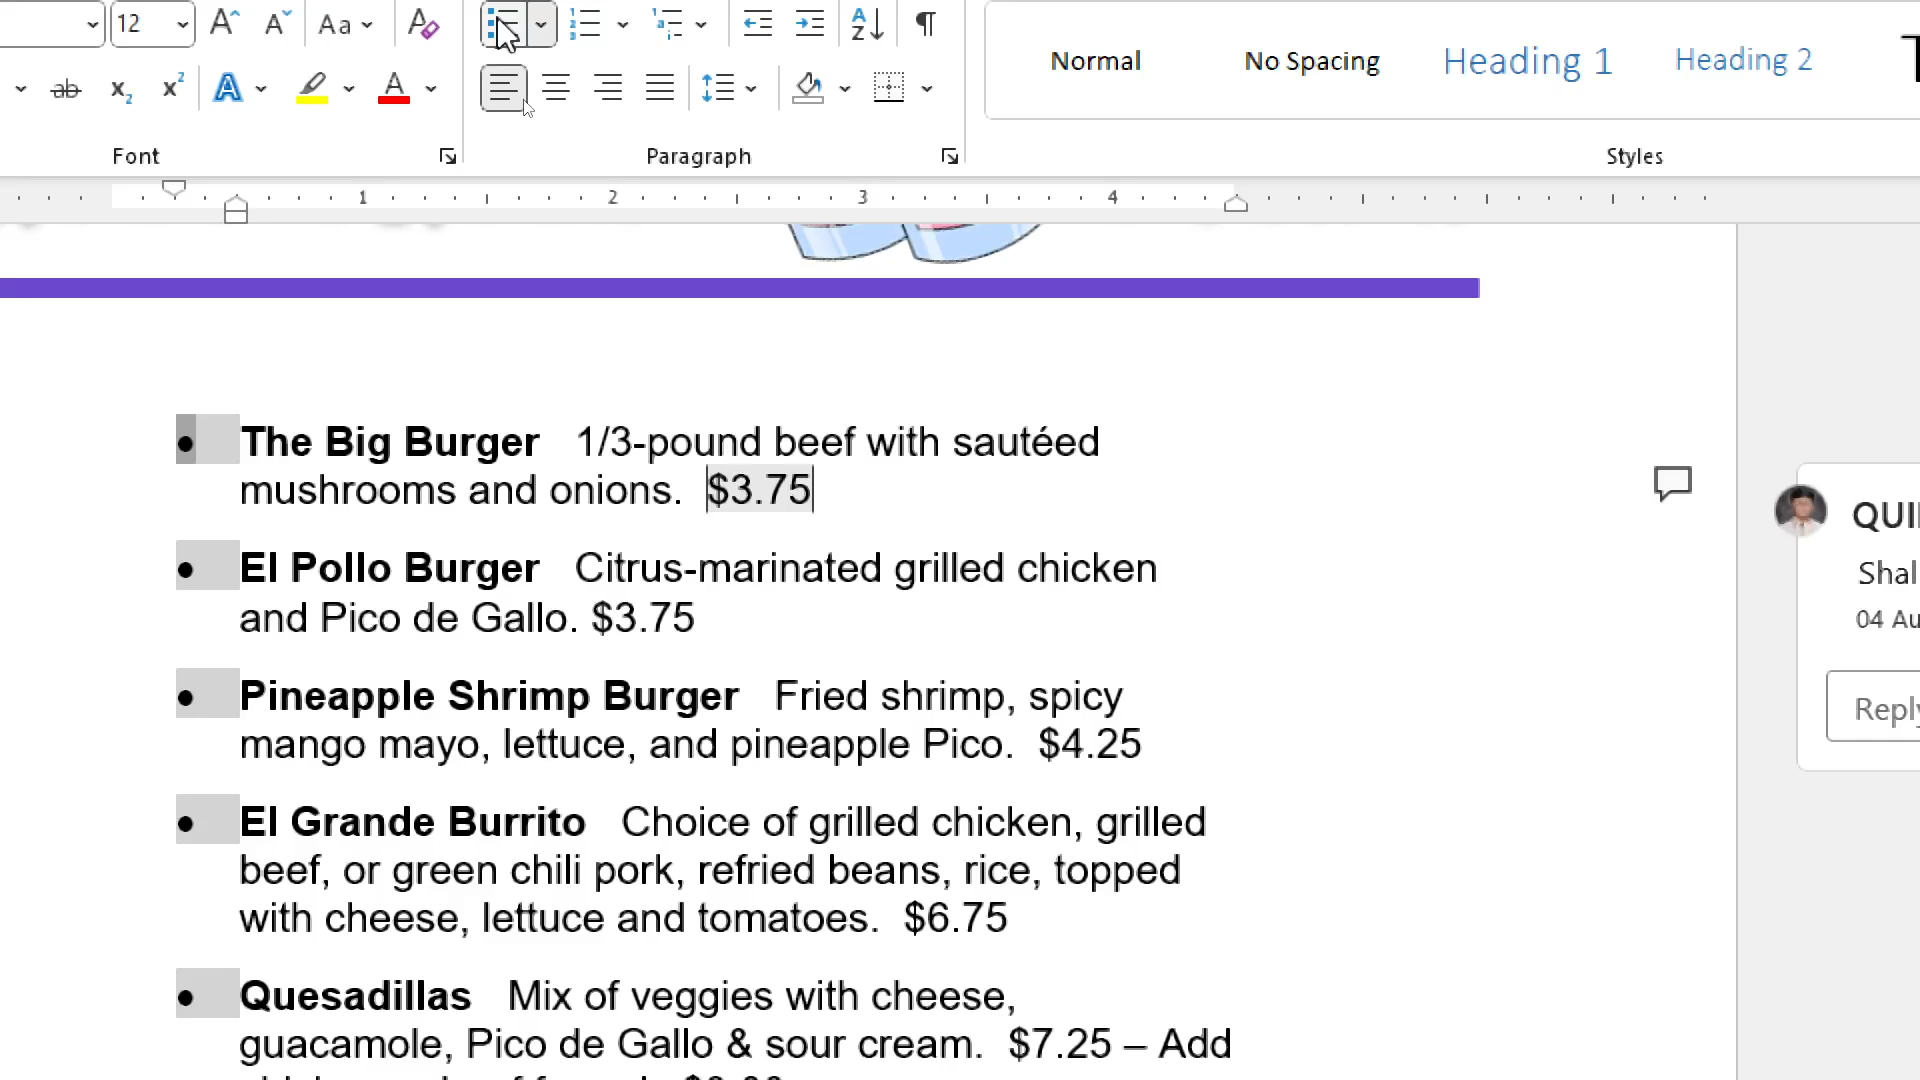 12
Aa
ab
x2
x2
A
A
Font
Paragraph
Normal
No Spacing
Heading 1
Heading 2
Styles
1 2 3 4
• The Big Burger 1/3-pound beef with sautéed
mushrooms and onions. $3.75
• El Pollo Burger Citrus-marinated grilled chicken
and Pico de Gallo. $3.75
• Pineapple Shrimp Burger Fried shrimp, spicy
mango mayo, lettuce, and pineapple Pico. $4.25
• El Grande Burrito Choice of grilled chicken, grilled
beef, or green chili pork, refried beans, rice, topped
with cheese, lettuce and tomatoes. $6.75
• Quesadillas Mix of veggies with cheese,
guacamole, Pico de Gallo & sour cream. $7.25 – Add
QUI
Shal
04 Au
Reply